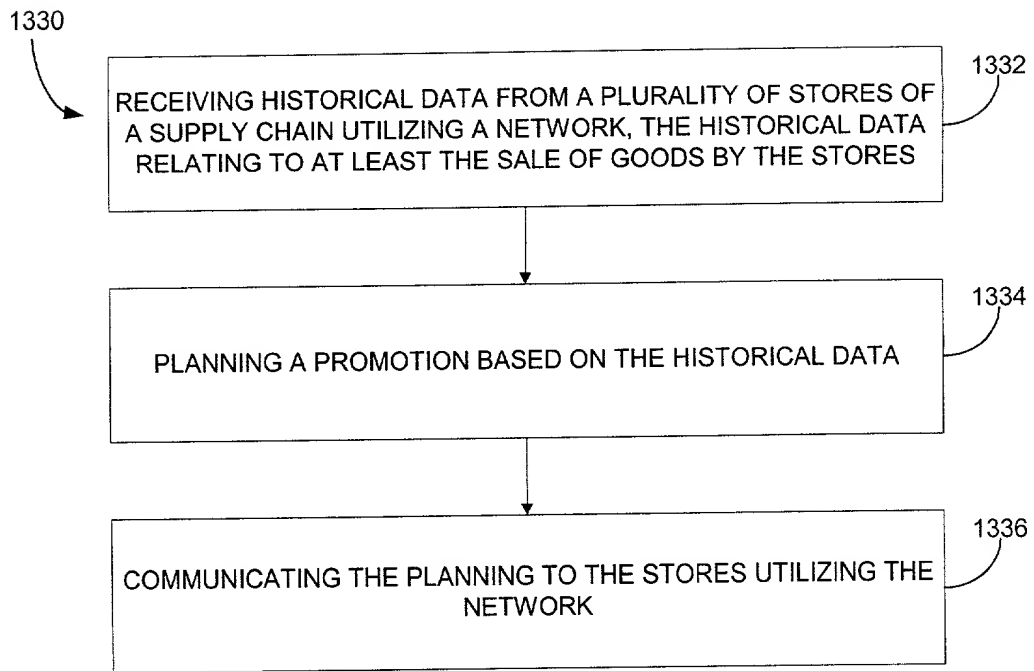 1330
1332
RECEIVING HISTORICAL DATA FROM A PLURALITY OF STORES OF
A SUPPLY CHAIN UTILIZING A NETWORK, THE HISTORICAL DATA
RELATING TO AT LEAST THE SALE OF GOODS BY THE STORES
1334
PLANNING A PROMOTION BASED ON THE HISTORICAL DATA
1336
COMMUNICATING THE PLANNING TO THE STORES UTILIZING THE
NETWORK